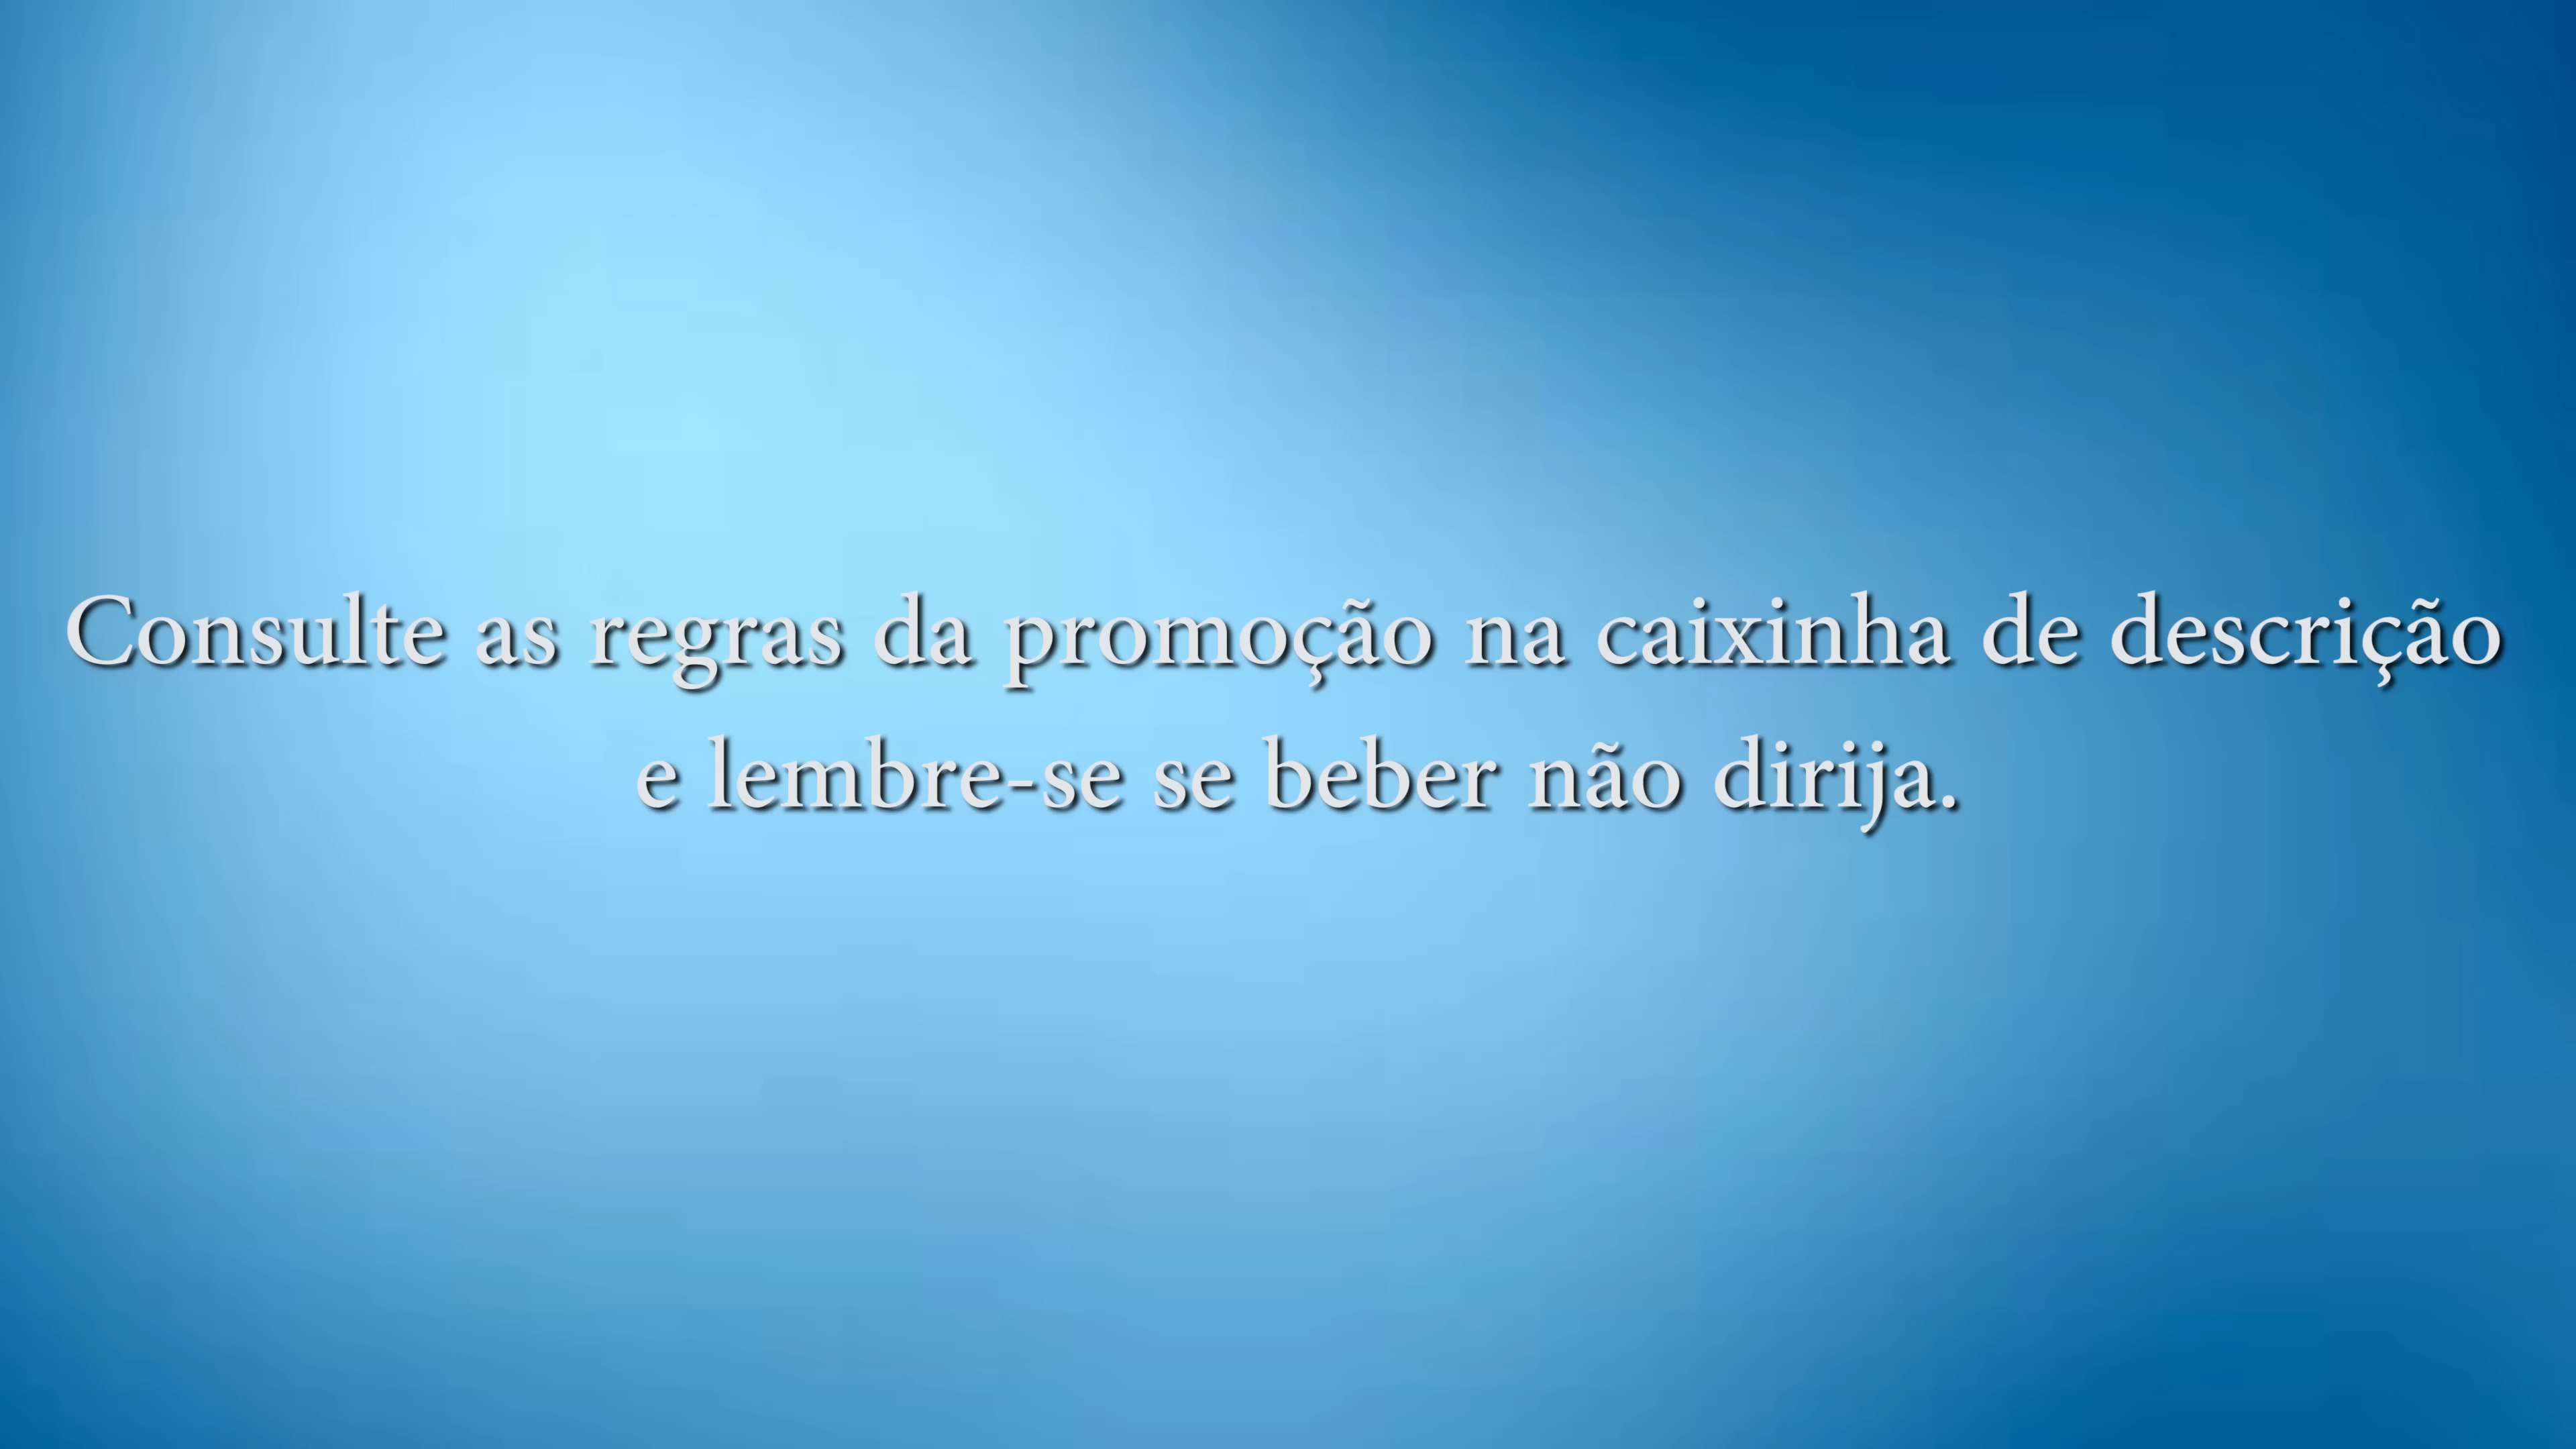 Consulte as regras da promoção na caixinha de descrição
e lembre-se se beber não dirija.